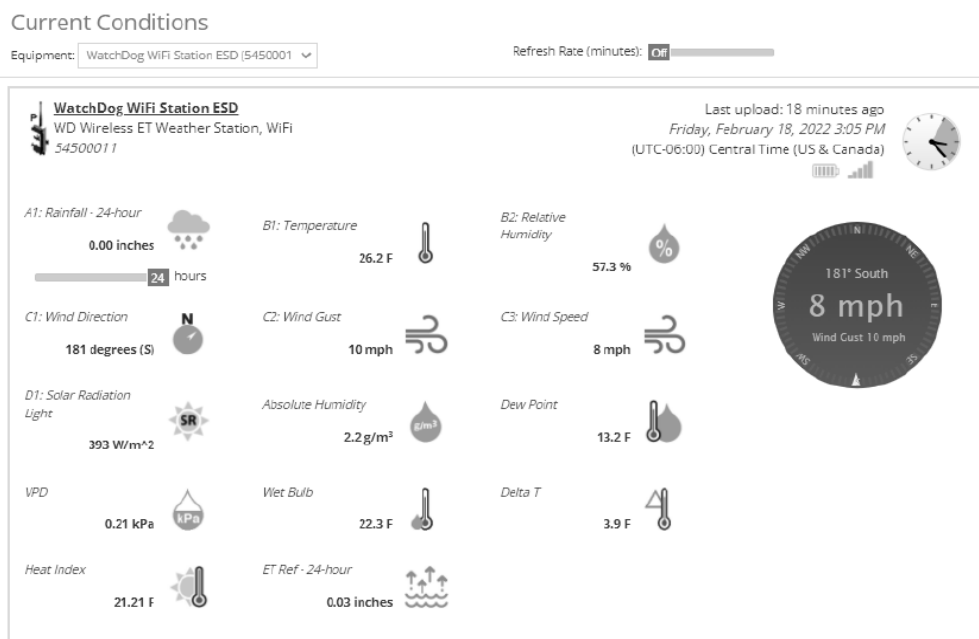 Current Conditions
Equipment: WatchDog WiFi Station ESD (5450001
Refresh Rate (minutes): Off
WatchDog WiFi Station ESD
WD Wireless ET Weather Station, WiFi
54500011
Last upload: 18 minutes ago
Friday, February 18, 2022 3:05 PM
(UTC-06:00) Central Time (US & Canada)
A1: Rainfall - 24-hour
0.00 inches
24 hours
B1: Temperature
26.2 F
B2: Relative
Humidity
%
57.3 %
N
NE
E
SE
SW
W
NW
181° South
8 mph
Wind Gust 10 mph
C1: Wind Direction
N
181 degrees (S)
C2: Wind Gust
10 mph
C3: Wind Speed
8 mph
D1: Solar Radiation
Light
SR
393 W/m^2
Absolute Humidity
g/m³
2.2 g/m³
Dew Point
13.2 F
VPD
kPa
0.21 kPa
Wet Bulb
22.3 F
Delta T
3.9 F
Heat Index
21.21 F
ET Ref - 24-hour
0.03 inches